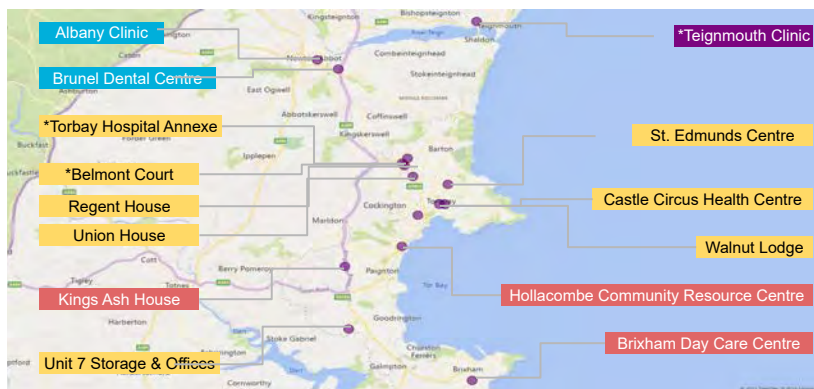 Albany Clinic
Brunel Dental Centre
*Torbay Hospital Annexe
*Belmont Court
Regent House
Union House
Kings Ash House
Unit 7 Storage & Offices
*Teignmouth Clinic
St. Edmunds Centre
Castle Circus Health Centre
Walnut Lodge
Hollacombe Community Resource Centre
Brixham Day Care Centre
Kingsteignton
Bishopsteignton
Teignmouth
Shaldon
Combeinteignhead
Stokeinteignhead
Newton Abbot
East Ogwell
Abbotskerswell
Coffinswell
Kingskerswell
Ipplepen
Barton
Cockington
Marldon
Berry Pomeroy
Paignton
Tor Bay
Totnes
Cott
Tigley
Harberton
Goodrington
Stoke Gabriel
Churston
Ferrers
Galmpton
Brixham
Cornworthy
Ashburton
Buckfast